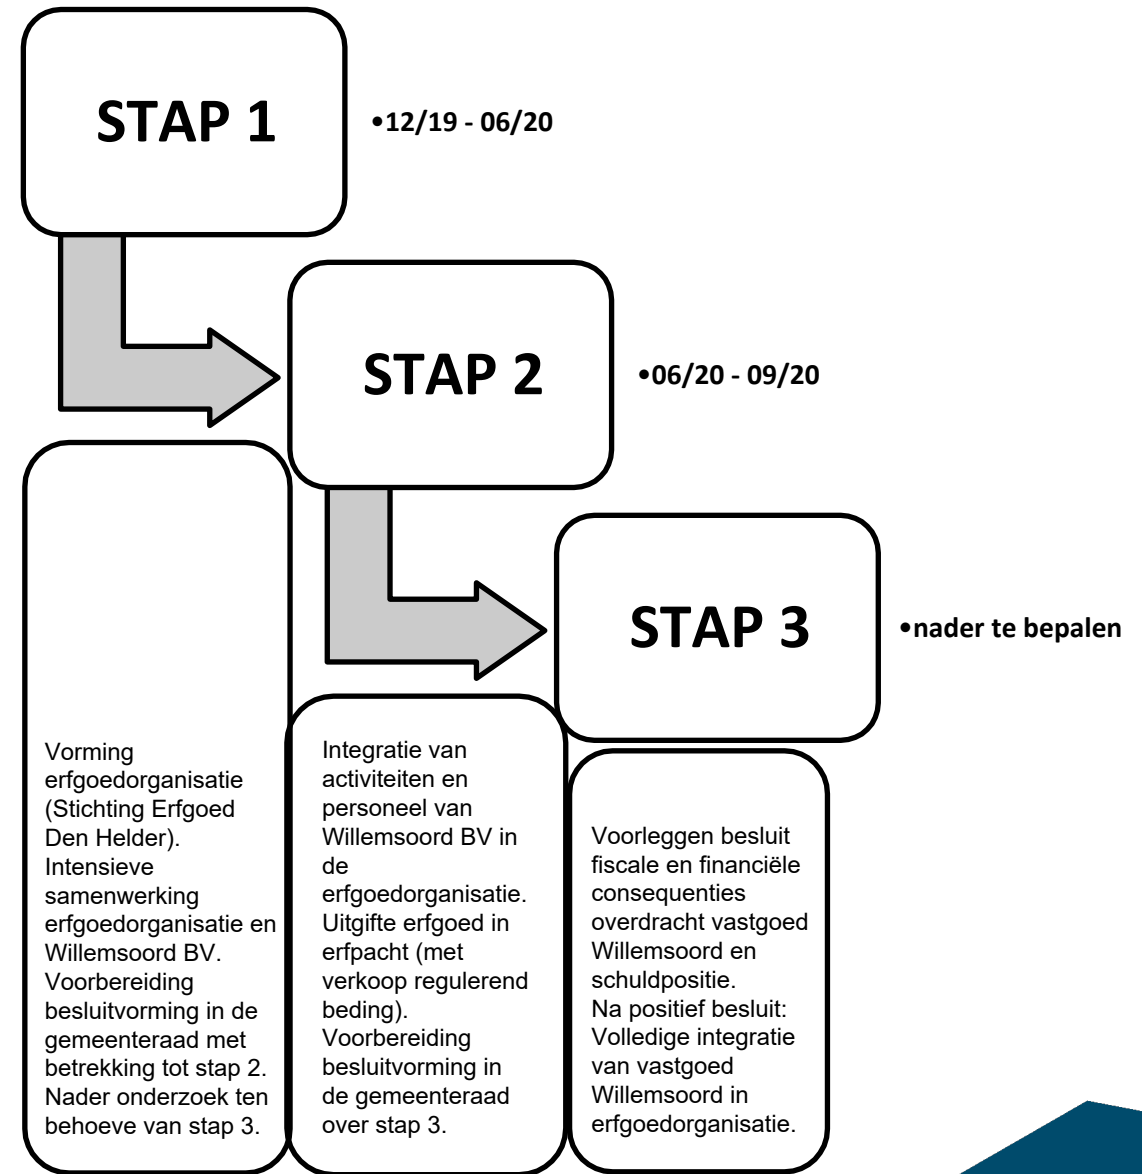 STAP 1
•12/19 - 06/20
STAP 2
•06/20 - 09/20
STAP 3
•nader te bepalen
Vorming
erfgoedorganisatie
(Stichting Erfgoed
Den Helder).
Intensieve
samenwerking
erfgoedorganisatie en
Willemsoord BV.
Voorbereiding
besluitvorming in de
gemeenteraad met
betrekking tot stap 2.
Nader onderzoek ten
behoeve van stap 3.
Integratie van
activiteiten en
personeel van
Willemsoord BV in
de
erfgoedorganisatie.
Uitgifte erfgoed in
erfpacht (met
verkoop regulerend
beding).
Voorbereiding
besluitvorming in
de gemeenteraad
over stap 3.
Voorleggen besluit
fiscale en financiële
consequenties
overdracht vastgoed
Willemsoord en
schuldpositie.
Na positief besluit:
Volledige integratie
van vastgoed
Willemsoord in
erfgoedorganisatie.